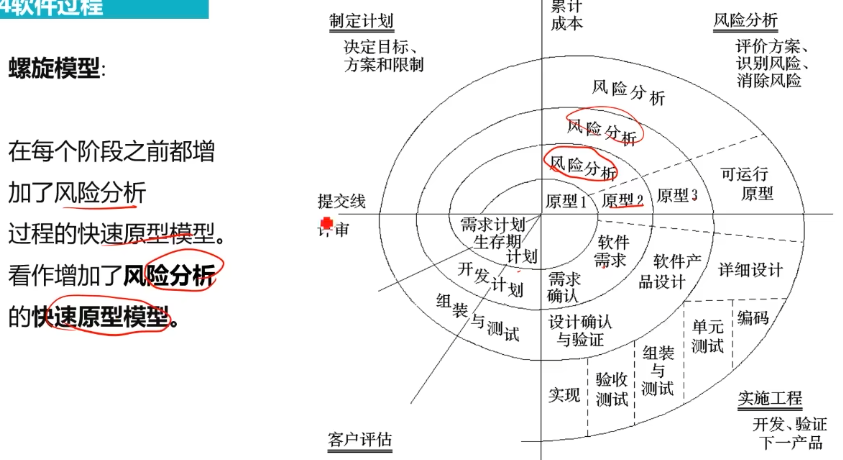 4软件过程
螺旋模型:
在每个阶段之前都增
加了风险分析
过程的快速原型模型。
看作增加了风险分析
的快速原型模型。
制定计划
决定目标、
方案和限制
累计
成本
风险分析
评价方案、
识别风险、
消除风险
风险分析
风险分析
风险分析
可运行
原型
原型1
原型2
原型3
提交线
审
需求计划
生存期
计划
软件
需求
开发计划
需求
确认
软件产
品设计
详细设计
组装
与测试
设计确认
与验证
单元
测试
编码
组装
与
测试
实现
验收
测试
实施工程
开发、验证
下一产品
客户评估